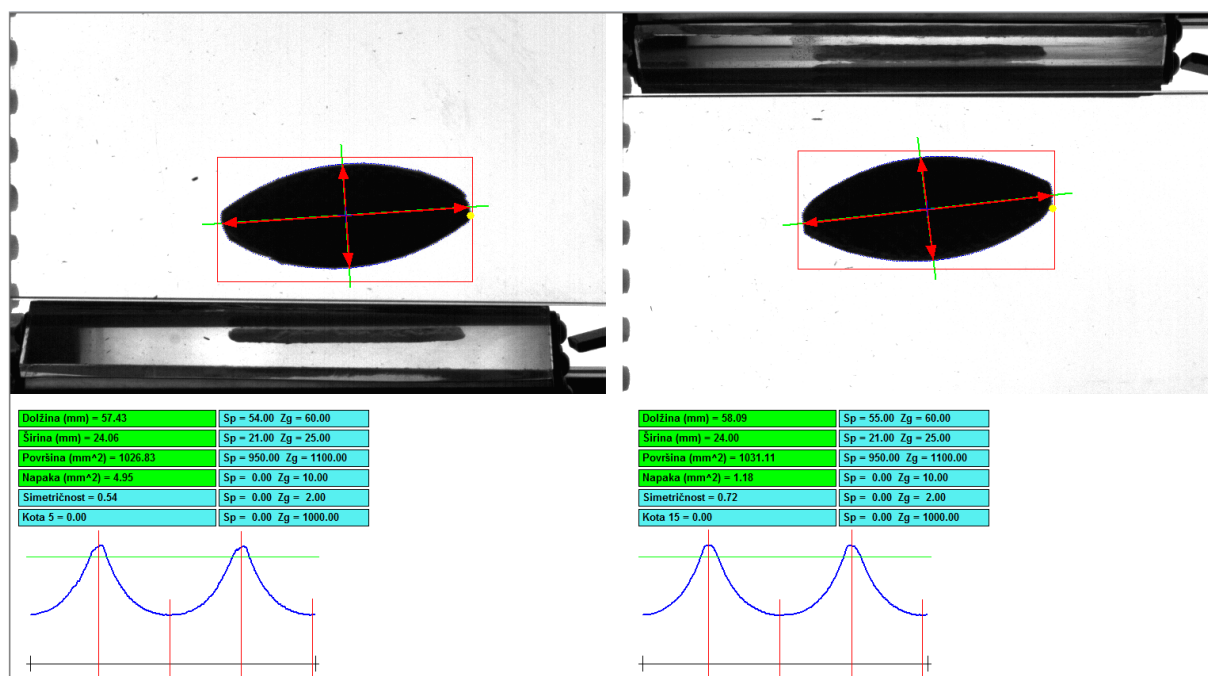 Dolžina (mm) = 57.43 Sp = 54.00 Zg = 60.00
Širina (mm) = 24.06 Sp = 21.00 Zg = 25.00
Površina (mm^2) = 1026.83 Sp = 950.00 Zg = 1100.00
Napaka (mm^2) = 4.95 Sp = 0.00 Zg = 10.00
Simetričnost = 0.54 Sp = 0.00 Zg = 2.00
Kota 5 = 0.00 Sp = 0.00 Zg = 1000.00
Dolžina (mm) = 58.09 Sp = 55.00 Zg = 60.00
Širina (mm) = 24.00 Sp = 21.00 Zg = 25.00
Površina (mm^2) = 1031.11 Sp = 950.00 Zg = 1100.00
Napaka (mm^2) = 1.18 Sp = 0.00 Zg = 10.00
Simetričnost = 0.72 Sp = 0.00 Zg = 2.00
Kota 15 = 0.00 Sp = 0.00 Zg = 1000.00